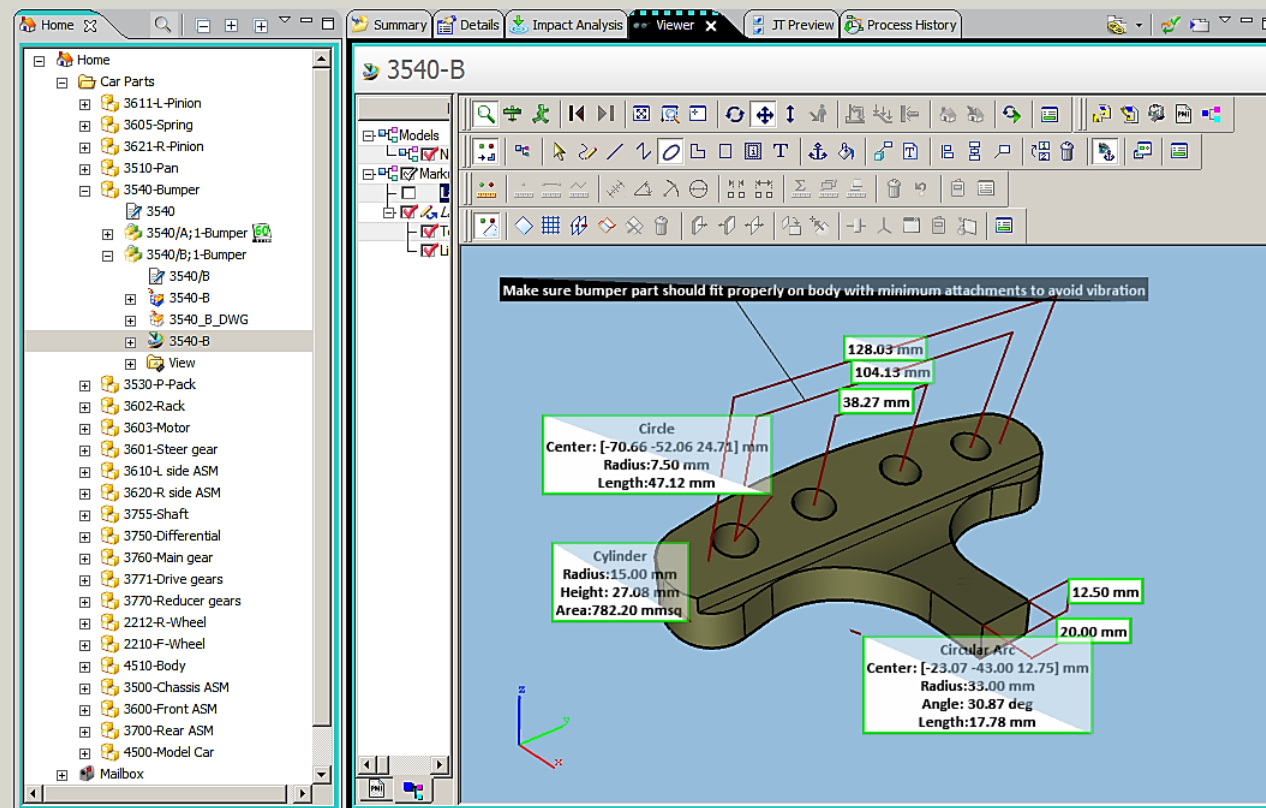 Home
Summary
Details
Impact Analysis
Viewer
JT Preview
Process History
Home
Car Parts
3611-L-Pinion
3605-Spring
3621-R-Pinion
3510-Pan
3540-Bumper
3540
3540/A;1-Bumper
3540/B;1-Bumper
3540/B
3540-B
3540_B_DWG
3540-B
View
3530-P-Pack
3602-Rack
3603-Motor
3601-Steer gear
3610-L side ASM
3620-R side ASM
3755-Shaft
3750-Differential
3760-Main gear
3771-Drive gears
3770-Reducer gears
2212-R-Wheel
2210-F-Wheel
4510-Body
3500-Chassis ASM
3600-Front ASM
3700-Rear ASM
4500-Model Car
Mailbox
3540-B
Models
N
Mark
Li
PMI
PMI
Make sure bumper part should fit properly on body with minimum attachments to avoid vibration
128.03 mm
104.13 mm
38.27 mm
Circle
Center: [-70.66 -52.06 24.71] mm
Radius:7.50 mm
Length:47.12 mm
Cylinder
Radius:15.00 mm
Height: 27.08 mm
Area:782.20 mmsq
12.50 mm
20.00 mm
Circular Arc
Center: [-23.07 -43.00 12.75] mm
Radius:33.00 mm
Angle: 30.87 deg
Length:17.78 mm
z
y
x